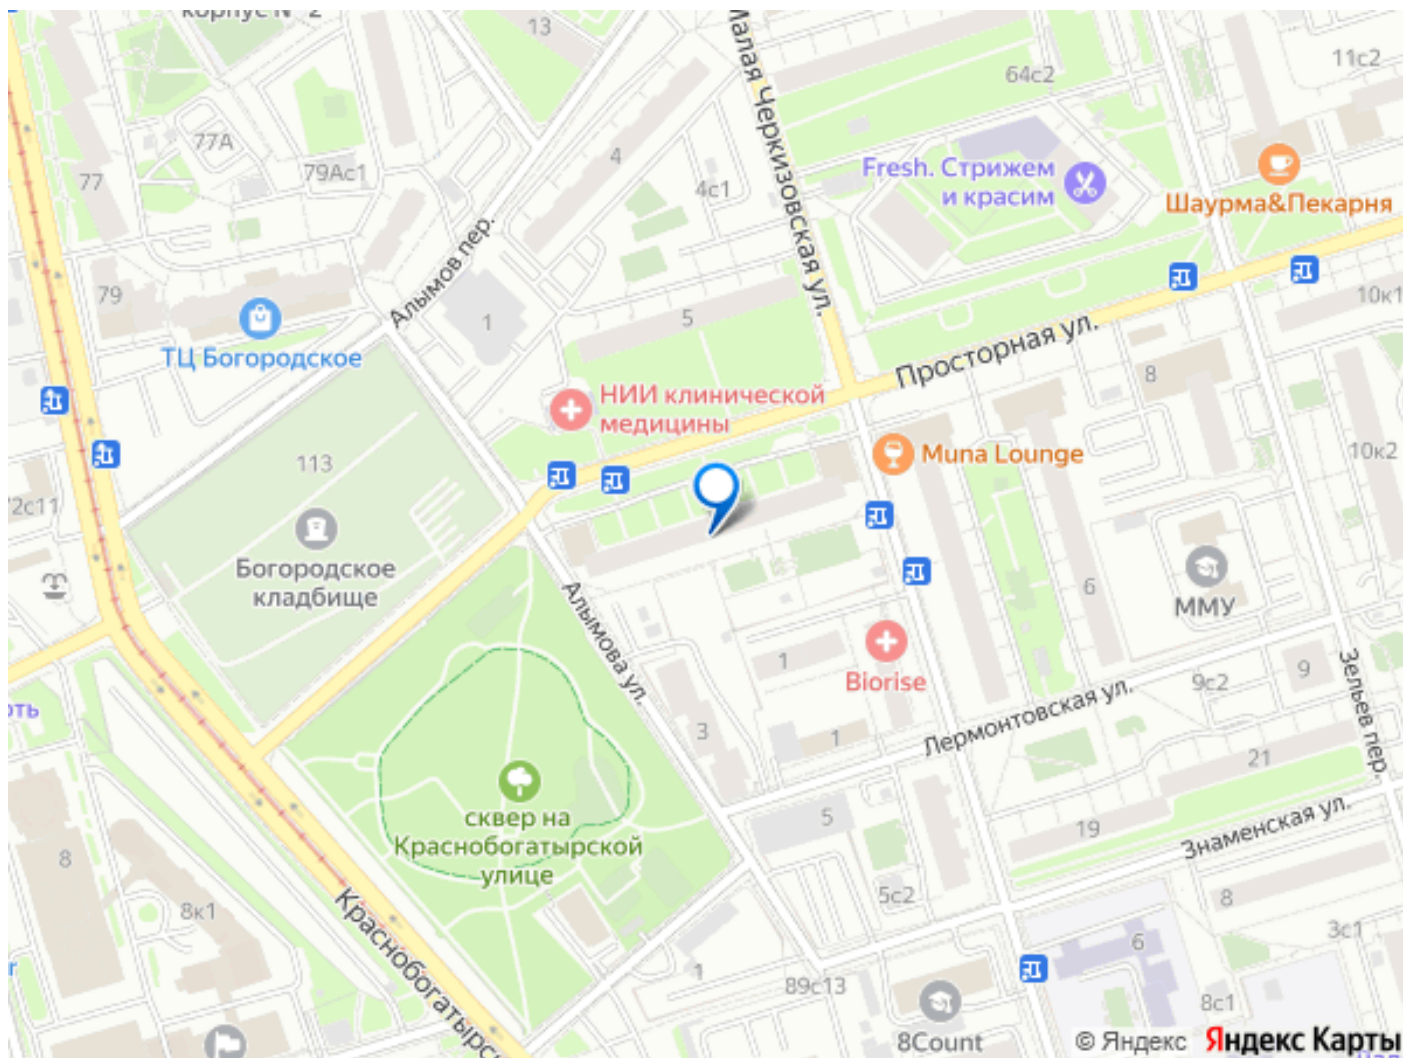 корпус № 2
13
Малая Черкизовская ул.
64с2
11с2
77А
79Ас1
77
4
4с1
Fresh. Стрижем
и красим
Шаурма&Пекарня
Алымов пер.
79
ТЦ Богородское
1
5
10к1
Просторная ул.
8
НИИ клинической
медицины
113
Muna Lounge
10к2
2с11
Богородское
кладбище
Алымова ул.
6
ММУ
1
Biorise
9с2
9
Зельев пер.
Лермонтовская ул.
3
1
21
сквер на
Краснобогатырской
улице
5
19
Знаменская ул.
8
8к1
Краснобогатырс
5с2
8
3с1
6
1
89с13
8с1
8Count
© Яндекс Яндекс Карты